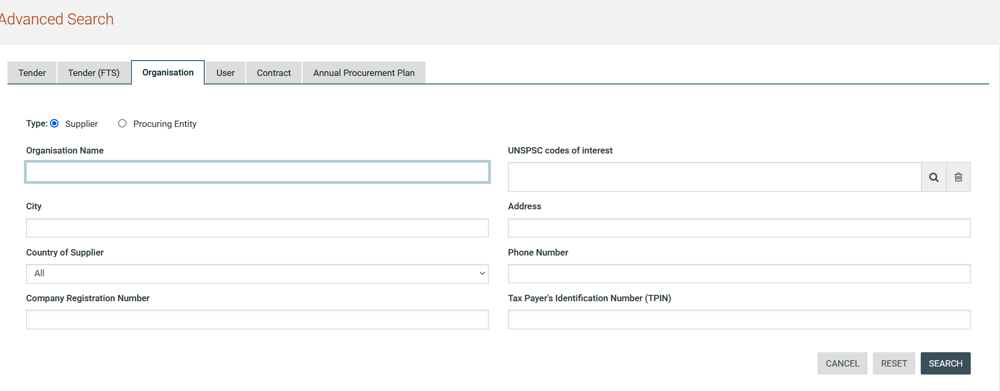 Advanced Search
Tender Tender (FTS) Organisation User Contract Annual Procurement Plan
Type: Supplier Procuring Entity
Organisation Name UNSPSC codes of interest
City Address
Country of Supplier Phone Number
All
Company Registration Number Tax Payer's Identification Number (TPIN)
CANCEL RESET SEARCH